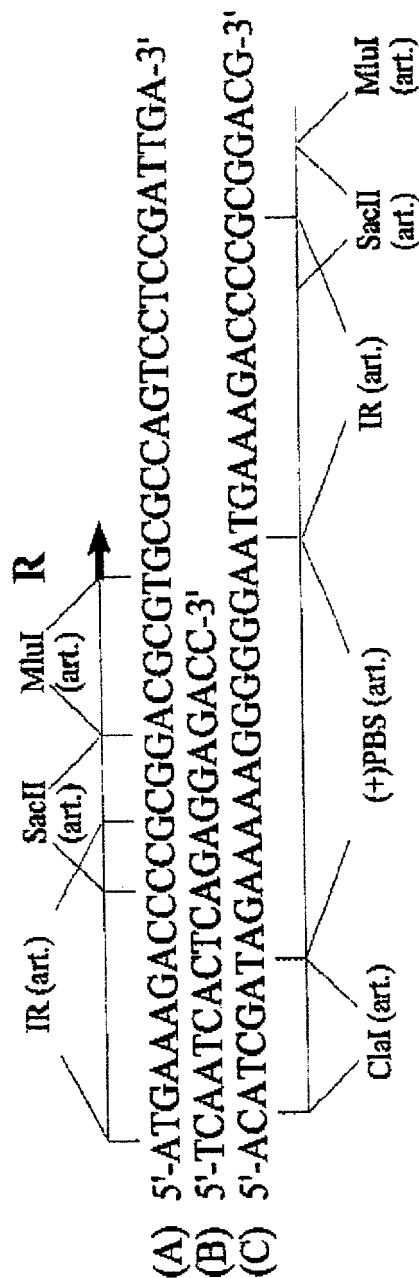 R
IR (art.) SacII MluI
(art.) (art.)
(A) 5'-ATGAAAGACCCCGCGGACGCGTGCGCCAGTCCTCCGATTGA-3'
(B) 5'-TCAATCACTCAGAGGAGACC-3'
(C) 5'-ACATCGATAGAAAAAGGGGGGAATGAAAGACCCCGCGGACG-3'
ClaI (art.) (+)PBS (art.) IR (art.) SacII MluI
(art.) (art.)